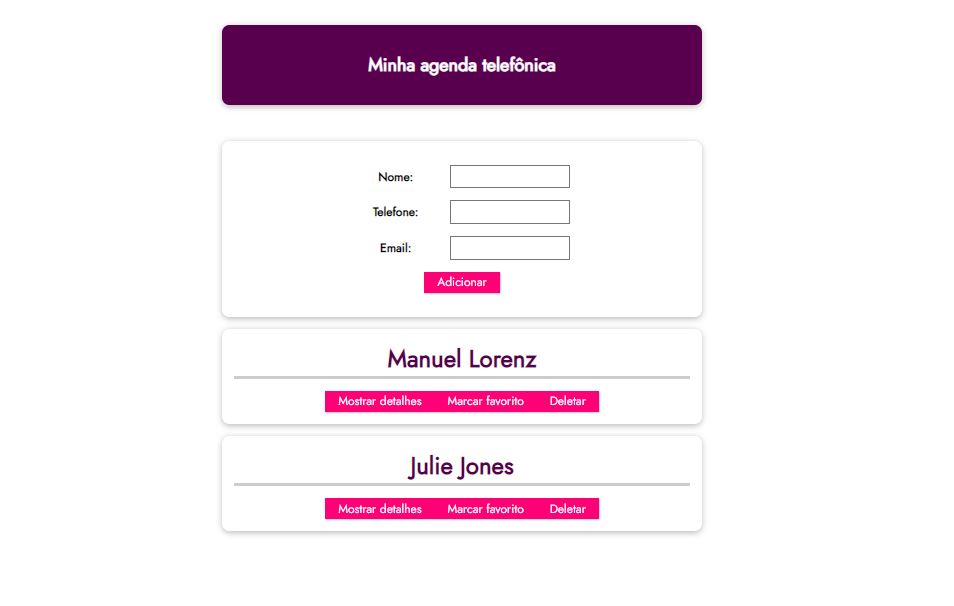 Minha agenda telefônica
Nome:
Telefone:
Email:
Adicionar
Manuel Lorenz
Mostrar detalhes Marcar favorito Deletar
Julie Jones
Mostrar detalhes Marcar favorito Deletar